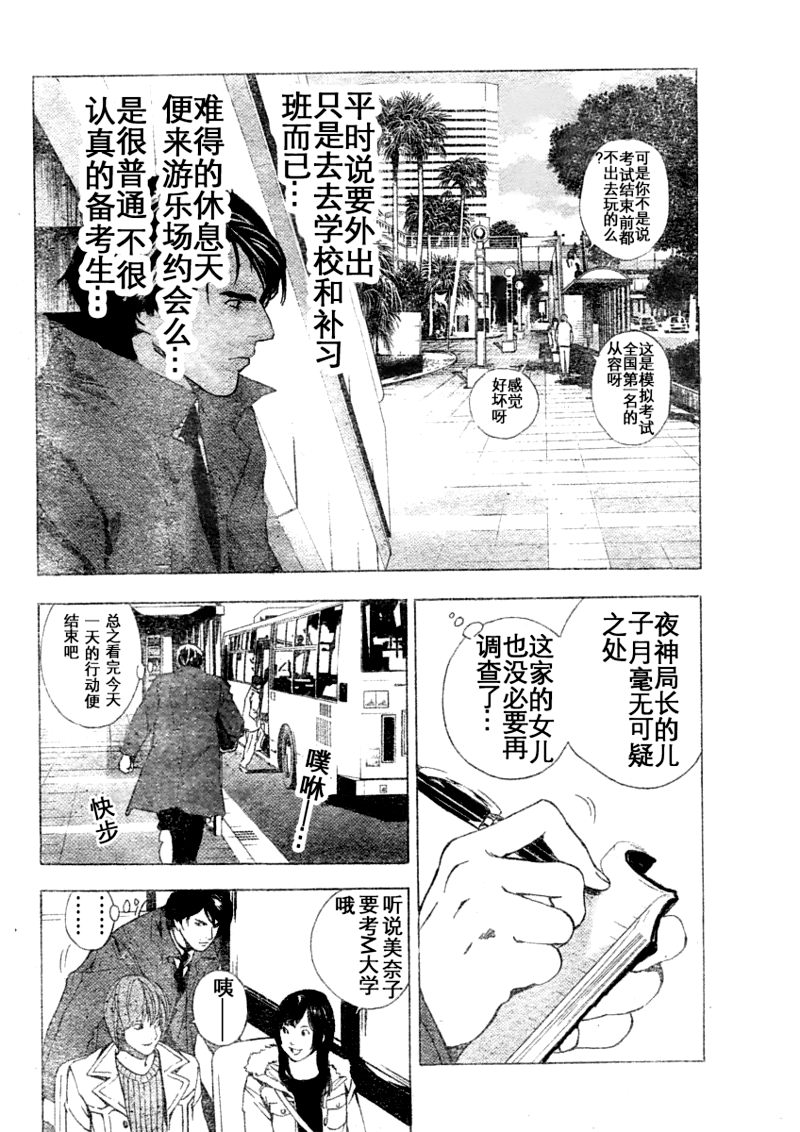 可是你不是说
考试结束前都
不出去玩的么
?
这是模拟考试
全国第一名的
从容呀
感觉
好坏呀
平时说要外出
只是去去学校和补习
班而已…
难得的休息天
便来游乐场约会么…
是很普通不很
认真的备考生…
夜神局长的儿
子月毫无可疑
之处
这家的女儿
也没必要再
调查了…
总之看完今天
一天的行动便
结束吧
噗咻——…
快步
听说美奈子
要考M大学
哦
咦——
……
……